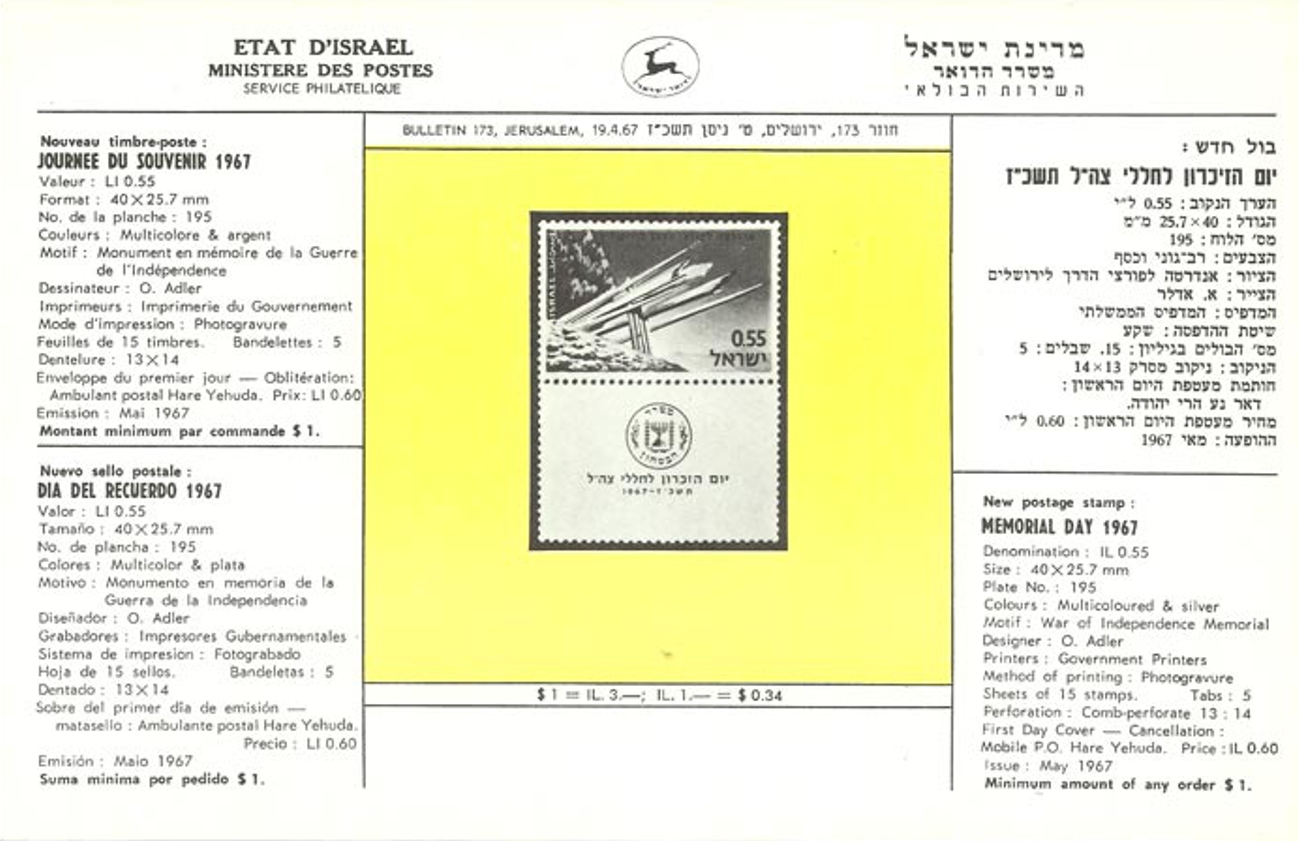 ETAT D'ISRAËL
MINISTERE DES POSTES
SERVICE PHILATELIQUE
מדינת ישראל
משרד הדואר
השירות הבולאי
BULLETIN 173, JERUSALEM, 19.4.67 חוזר 173, ירושלים, ט' ניסן תשכ"ז
Nouveau timbre-poste :
JOURNEE DU SOUVENIR 1967
Valeur : LI 0.55
Format : 40 × 25.7 mm
No. de la planche : 195
Couleurs : Multicolore & argent
Motif : Monument en mémoire de la Guerre
de l'Indépendence
Dessinateur : O. Adler
Imprimeurs : Imprimerie du Gouvernement
Mode d'impression : Photogravure
Feuilles de 15 timbres. Bandelettes : 5
Dentelure : 13 × 14
Enveloppe du premier jour — Oblitération:
Ambulant postal Hare Yehuda. Prix: LI 0.60
Emission : Mai 1967
Montant minimum par commande $ 1.
Nuevo sello postale :
DIA DEL RECUERDO 1967
Valor : LI 0.55
Tamaño : 40 × 25.7 mm
No. de plancha : 195
Colores : Multicolor & plata
Motivo : Monumento en memoria de la
Guerra de la Independencia
Diseñador : O. Adler
Grabadores : Impresores Gubernamentales
Sistema de impresion : Fotograbado
Hoja de 15 sellos. Bandeletas : 5
Dentado : 13 × 14
Sobre del primer día de emisión —
matasello : Ambulante postal Hare Yehuda.
Precio : LI 0.60
Emisión : Maio 1967
Suma minima por pedido $ 1.
0.55
ישראל
ISRAEL
משרד
הבטחון
יום הזכרון לחללי צה"ל
תשכ"ז-1967
$ 1 = IL. 3.—; IL. 1.— = $ 0.34
בול חדש :
יום הזיכרון לחללי צה"ל תשכ"ז
הערך הנקוב : 0.55 ל"י
הגודל : 40 × 25.7 מ"מ
מס' הלוח : 195
הצבעים : רב־גוני וכסף
הציור : אנדרטה לפורצי הדרך לירושלים
הצייר : א. אדלר
המדפיס : המדפיס הממשלתי
שיטת ההדפסה : שקע
מס' הבולים בגיליון : 15. שבלים : 5
הניקוב : ניקוב מסרק 13 × 14
חותמת מעטפת היום הראשון :
דאר נע הרי יהודה.
מחיר מעטפת היום הראשון : 0.60 ל"י
ההופעה : מאי 1967
New postage stamp :
MEMORIAL DAY 1967
Denomination : IL 0.55
Size : 40 × 25.7 mm
Plate No. : 195
Colours : Multicoloured & silver
Motif : War of Independence Memorial
Designer : O. Adler
Printers : Government Printers
Method of printing : Photogravure
Sheets of 15 stamps. Tabs : 5
Perforation : Comb-perforate 13 : 14
First Day Cover — Cancellation :
Mobile P.O. Hare Yehuda. Price : IL 0.60
Issue : May 1967
Minimum amount of any order $ 1.